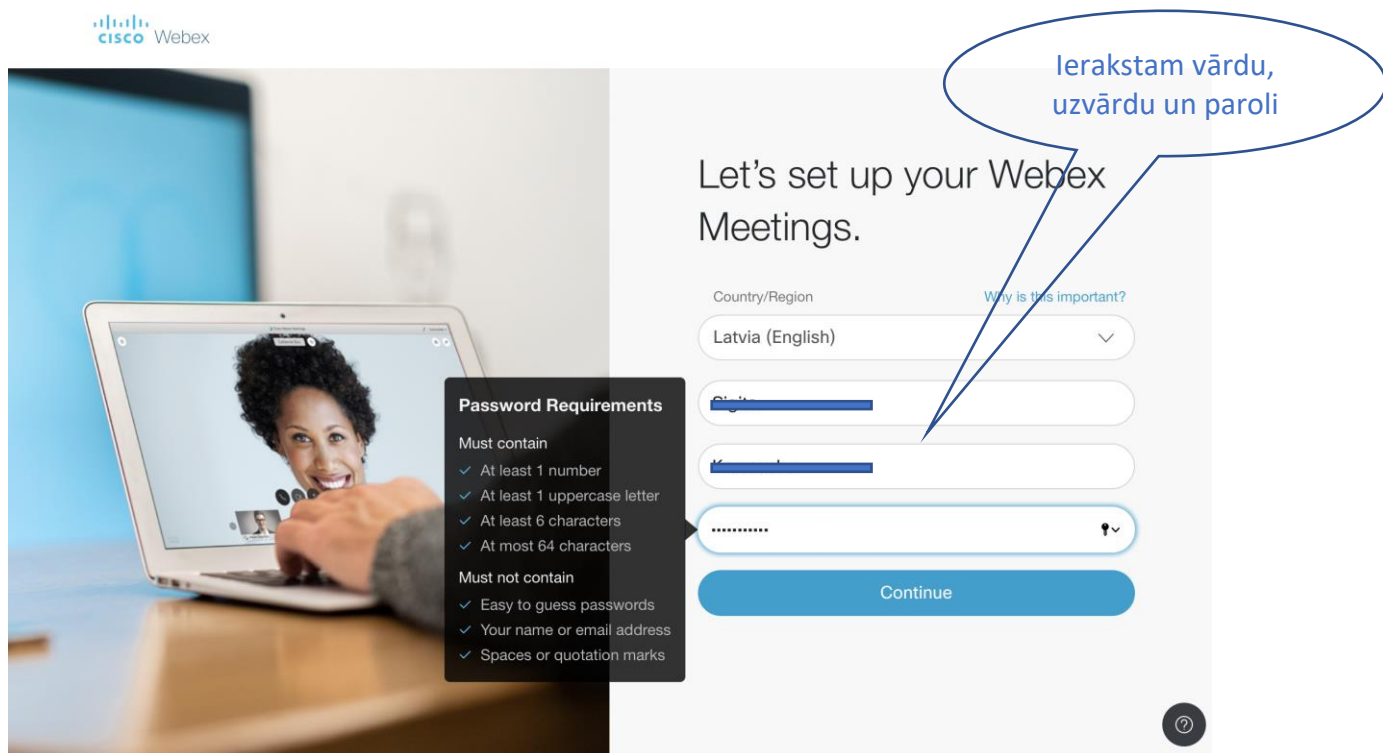 cisco Webex
Ierakstam vārdu,
uzvārdu un paroli
Let's set up your Webex
Meetings.
Country/Region
Why is this important?
Latvia (English)
Password Requirements
Must contain
At least 1 number
At least 1 uppercase letter
At least 6 characters
At most 64 characters
Must not contain
Easy to guess passwords
Your name or email address
Spaces or quotation marks
Continue